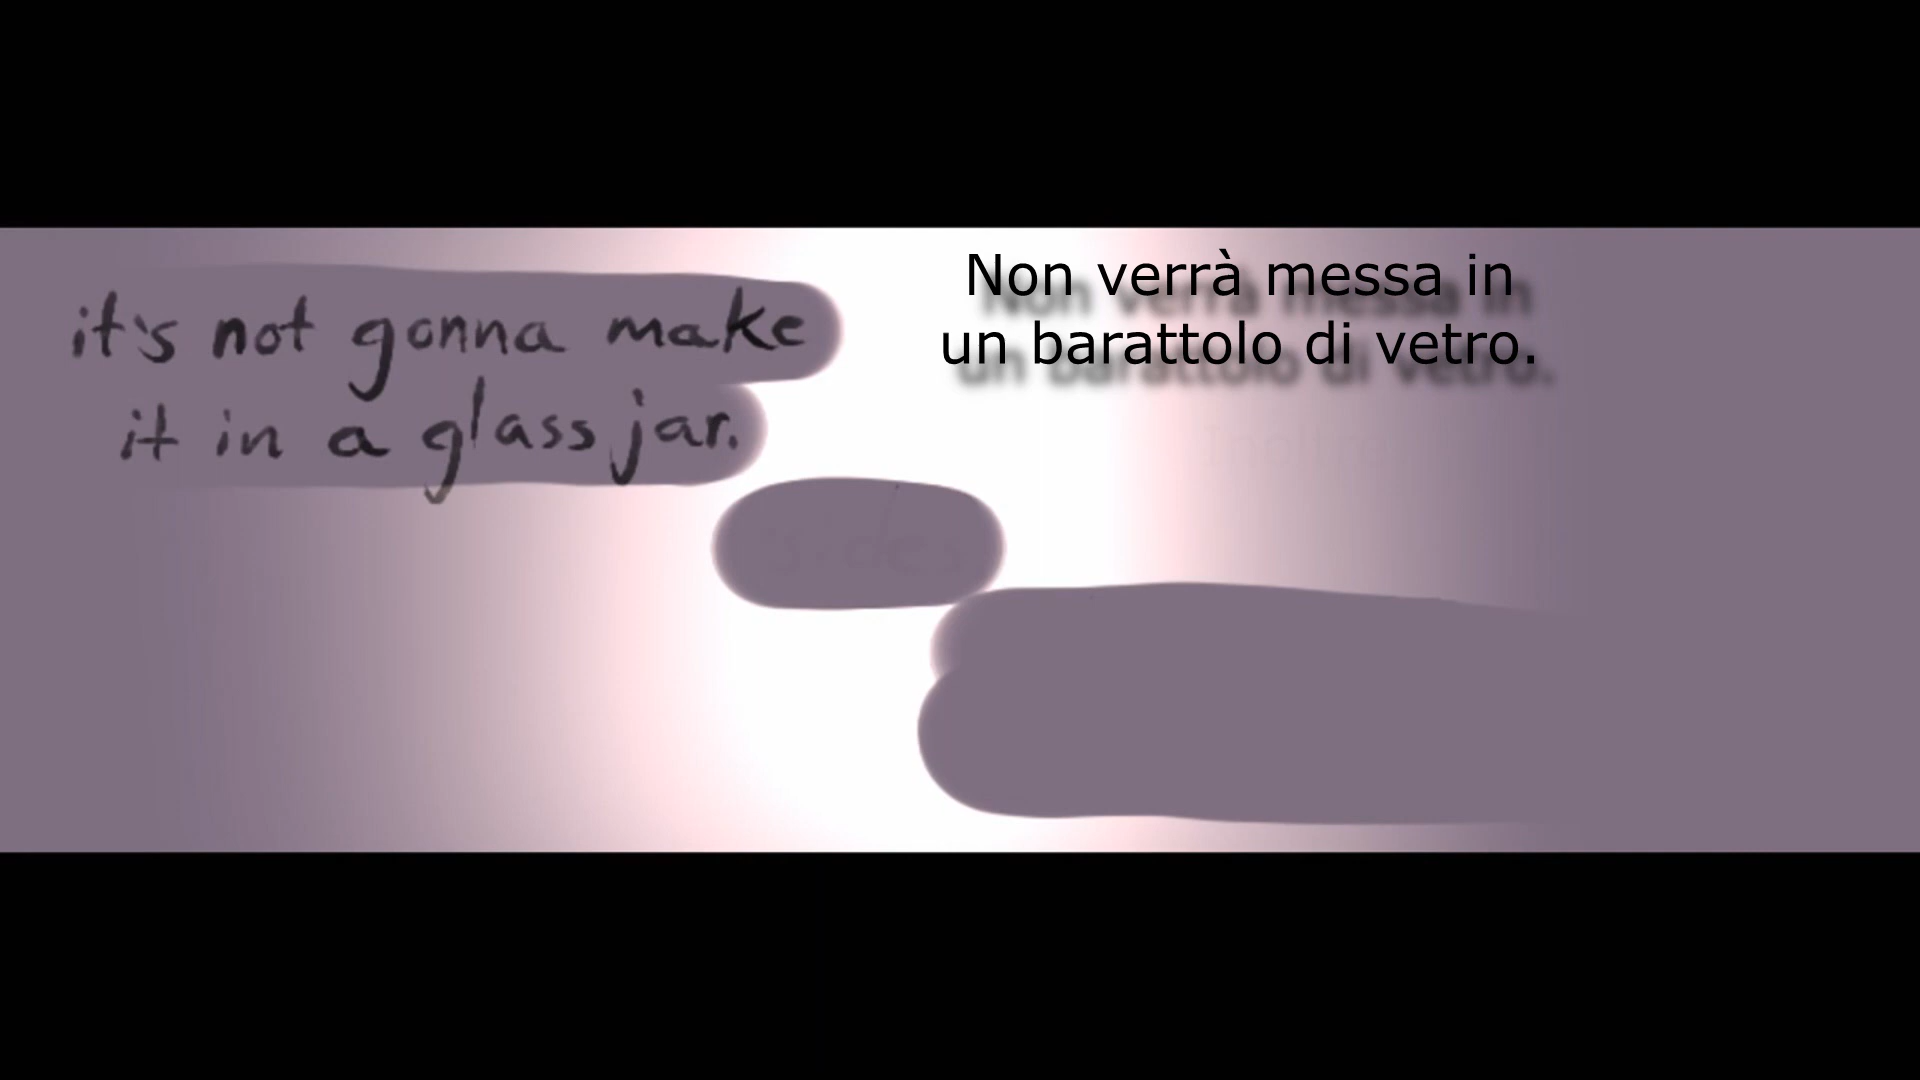 it's not gonna make
it in a glass jar.
Non verrà messa in
un barattolo di vetro.